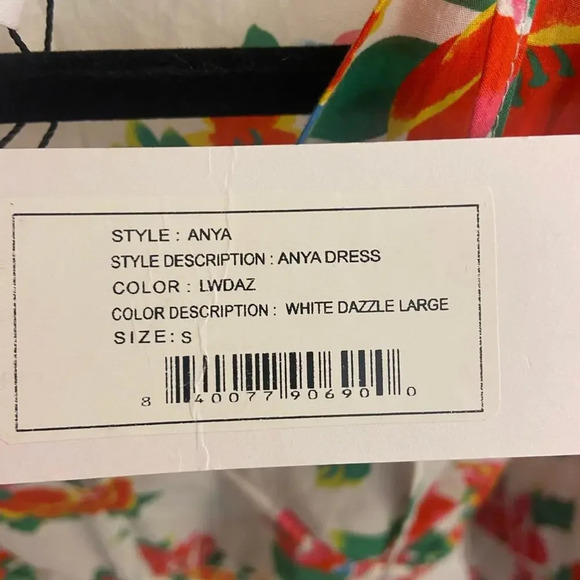 STYLE : ANYA
STYLE DESCRIPTION : ANYA DRESS
COLOR : LWDAZ
COLOR DESCRIPTION : WHITE DAZZLE LARGE
SIZE: S
8 40077 90690 0